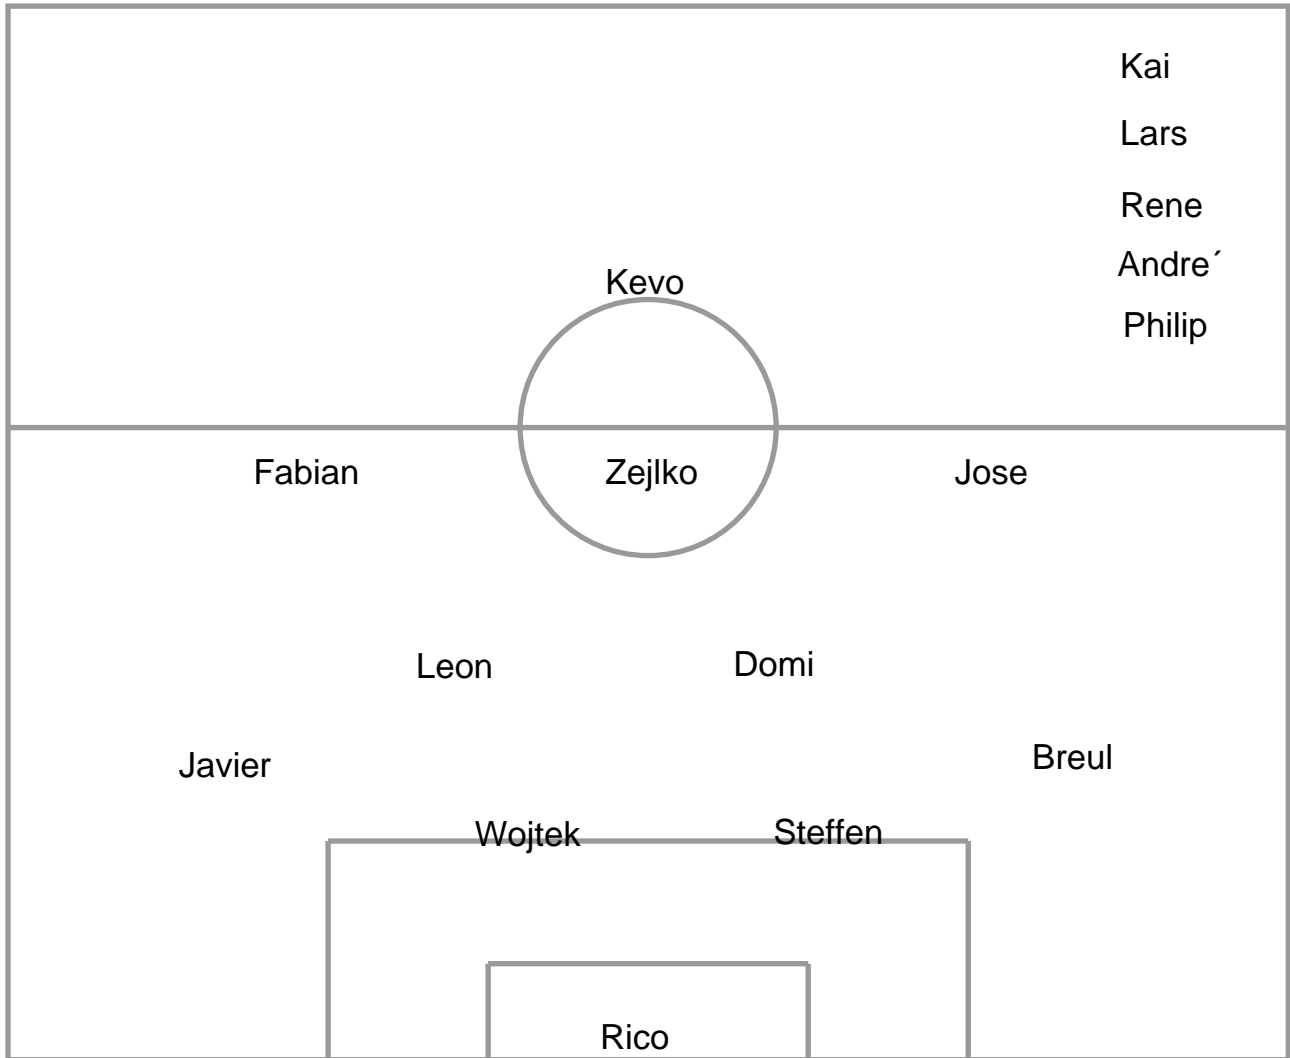 Kai
Lars
Rene
Andre´
Kevo
Philip
Fabian Zejlko Jose
Leon Domi
Javier Breul
Wojtek Steffen
Rico